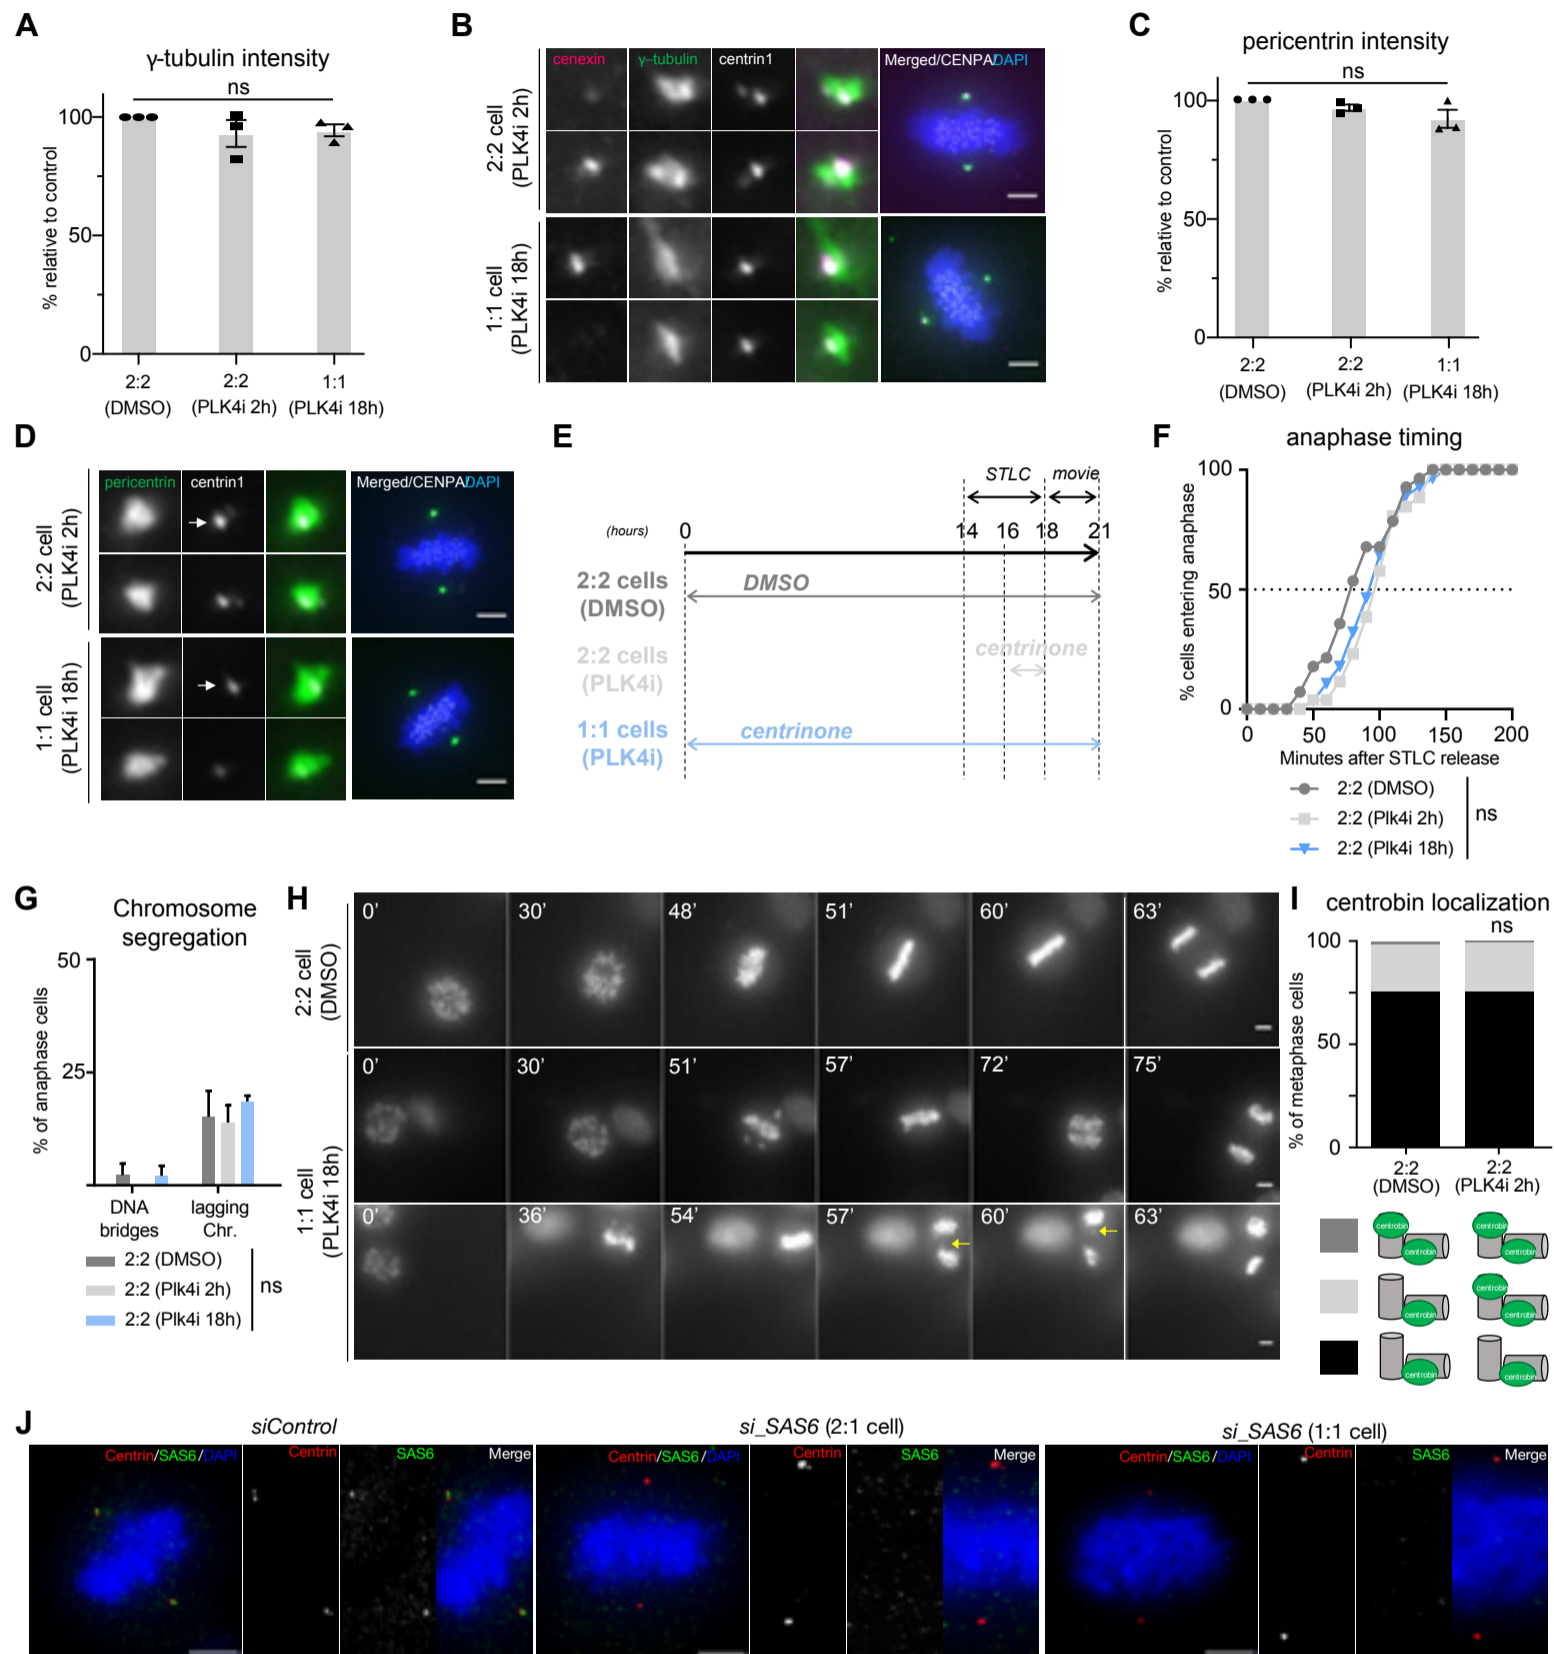 A
γ-tubulin intensity
ns
% relative to control
100
50
0
2:2
(DMSO)
2:2
(PLK4i 2h)
1:1
(PLK4i 18h)
B
cenexin
γ-tubulin
centrin1
Merged/CENPA/DAPI
2:2 cell
(PLK4i 2h)
1:1 cell
(PLK4i 18h)
C
pericentrin intensity
ns
% relative to control
100
50
0
2:2
(DMSO)
2:2
(PLK4i 2h)
1:1
(PLK4i 18h)
D
pericentrin
centrin1
Merged/CENPA/DAPI
2:2 cell
(PLK4i 2h)
1:1 cell
(PLK4i 18h)
E
STLC
movie
(hours)
0
14
16
18
21
2:2 cells
(DMSO)
DMSO
2:2 cells
(PLK4i)
centrinone
1:1 cells
(PLK4i)
centrinone
F
anaphase timing
% cells entering anaphase
100
50
0
0
50
100
150
200
Minutes after STLC release
2:2 (DMSO)
2:2 (Plk4i 2h)
2:2 (Plk4i 18h)
ns
G
Chromosome
segregation
% of anaphase cells
50
25
DNA
bridges
lagging
Chr.
2:2 (DMSO)
2:2 (Plk4i 2h)
2:2 (Plk4i 18h)
ns
H
2:2 cell
(DMSO)
0’
30’
48’
51’
60’
63’
1:1 cell
(PLK4i 18h)
0’
30’
51’
57’
72’
75’
0’
36’
54’
57’
60’
63’
I
centrobin localization
ns
% of metaphase cells
100
50
0
2:2
(DMSO)
2:2
(PLK4i 2h)
centrobin
centrobin
centrobin
centrobin
centrobin
centrobin
centrobin
centrobin
centrobin
J
siControl
Centrin/SAS6/DAPI
Centrin
SAS6
Merge
si_SAS6 (2:1 cell)
Centrin/SAS6/DAPI
Centrin
SAS6
Merge
si_SAS6 (1:1 cell)
Centrin/SAS6/DAPI
Centrin
SAS6
Merge